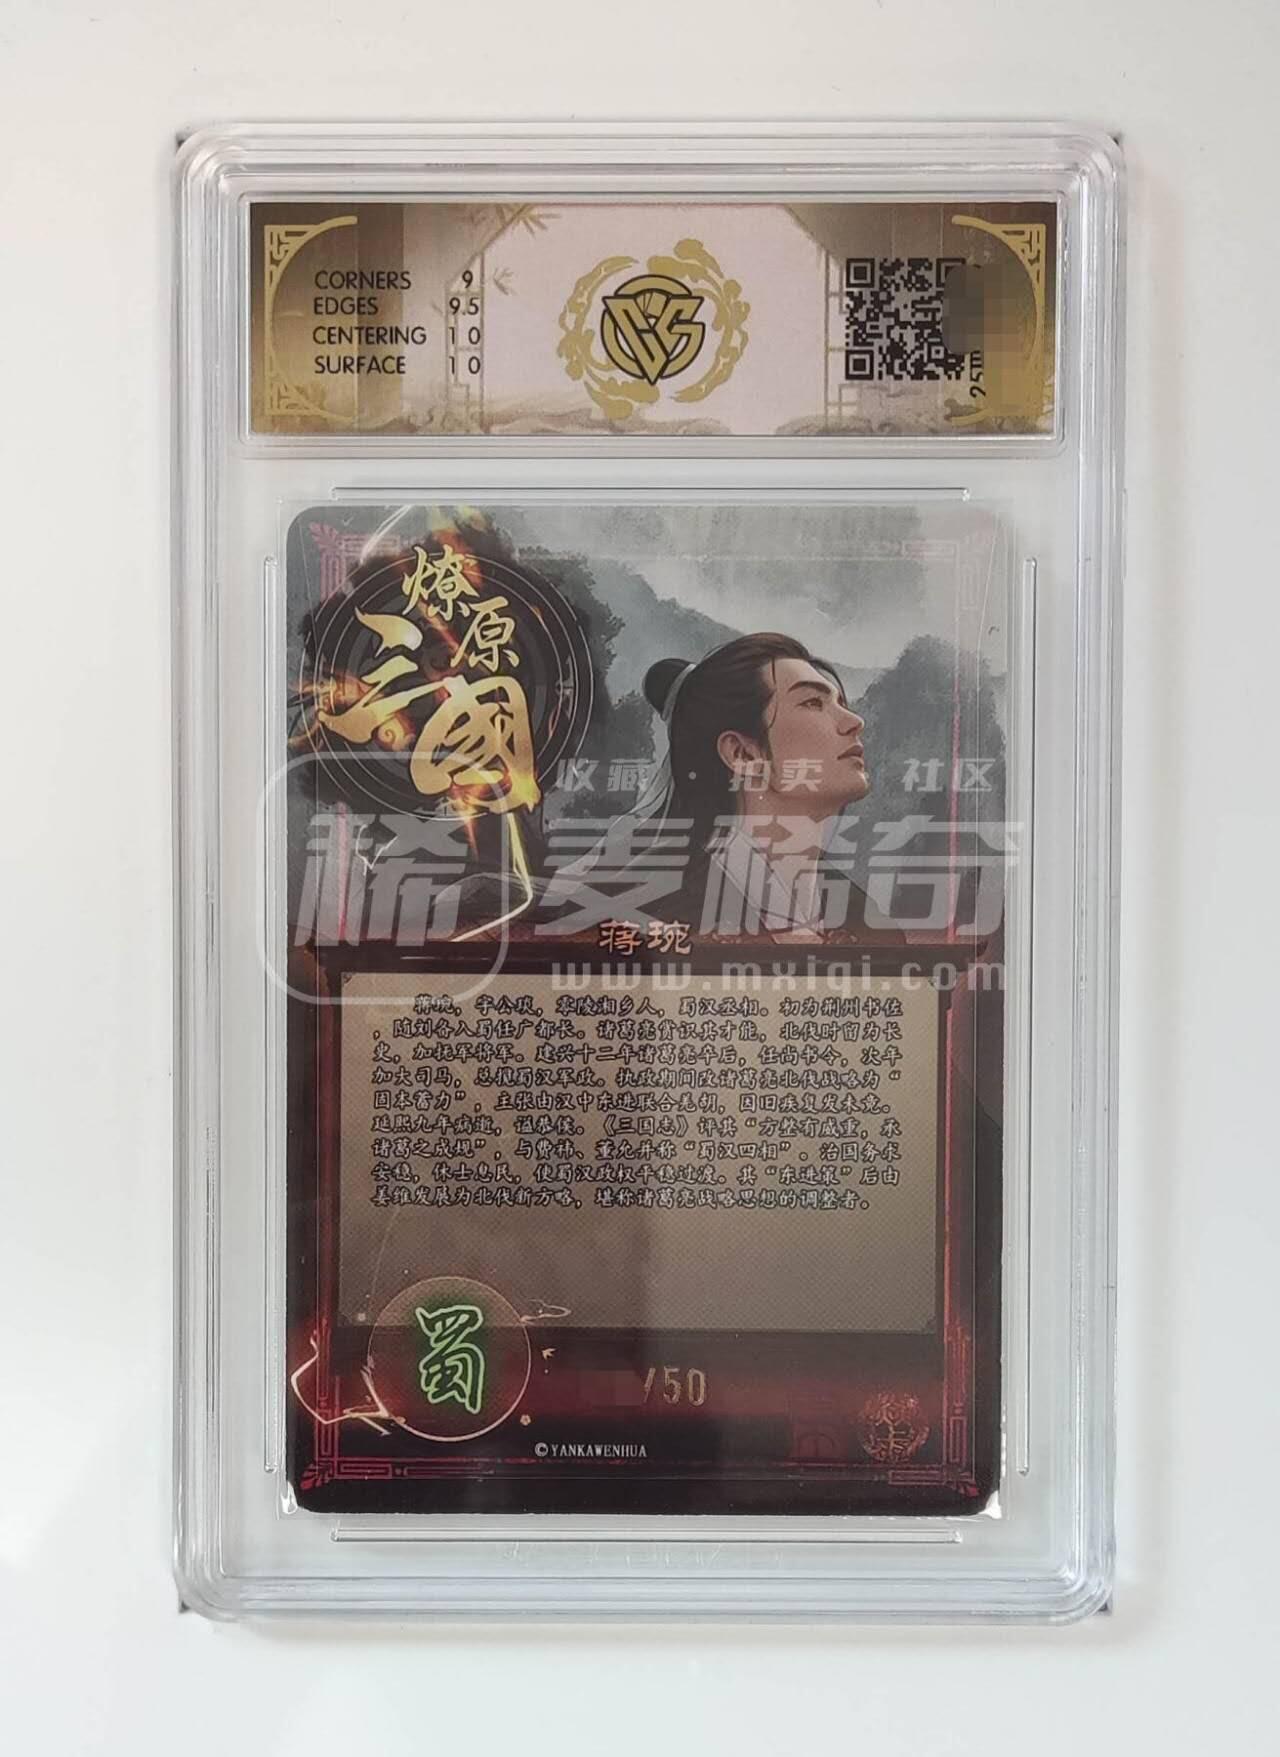 CORNERS 9
EDGES 9.5
CENTERING 10
SURFACE 10
CCS
燎原
三國
收藏·拍卖·社区
稀 麦稀奇
www.mxiqi.com
蒋琬
蒋琬，字公琰，零陵湘乡人，蜀汉丞相。初为荆州书佐
，随刘备入蜀任广都长。诸葛亮赏识其才能，北伐时留为长
史，加抚军将军。建兴十二年诸葛亮卒后，任尚书令，次年
加大司马，总揽蜀汉军政。执政期间改诸葛亮北伐战略为“
固本蓄力”，主张由汉中东进联合羌胡，因旧疾复发未竟。
延熙九年病逝，谥恭侯。《三国志》评其“方整有威重，承
诸葛之成规”，与费祎、董允并称“蜀汉四相”。治国务求
安稳，休士息民，使蜀汉政权平稳过渡。其“东进策”后由
姜维发展为北伐新方略，堪称诸葛亮战略思想的调整者。
蜀
/50
©YANKAWENHUA